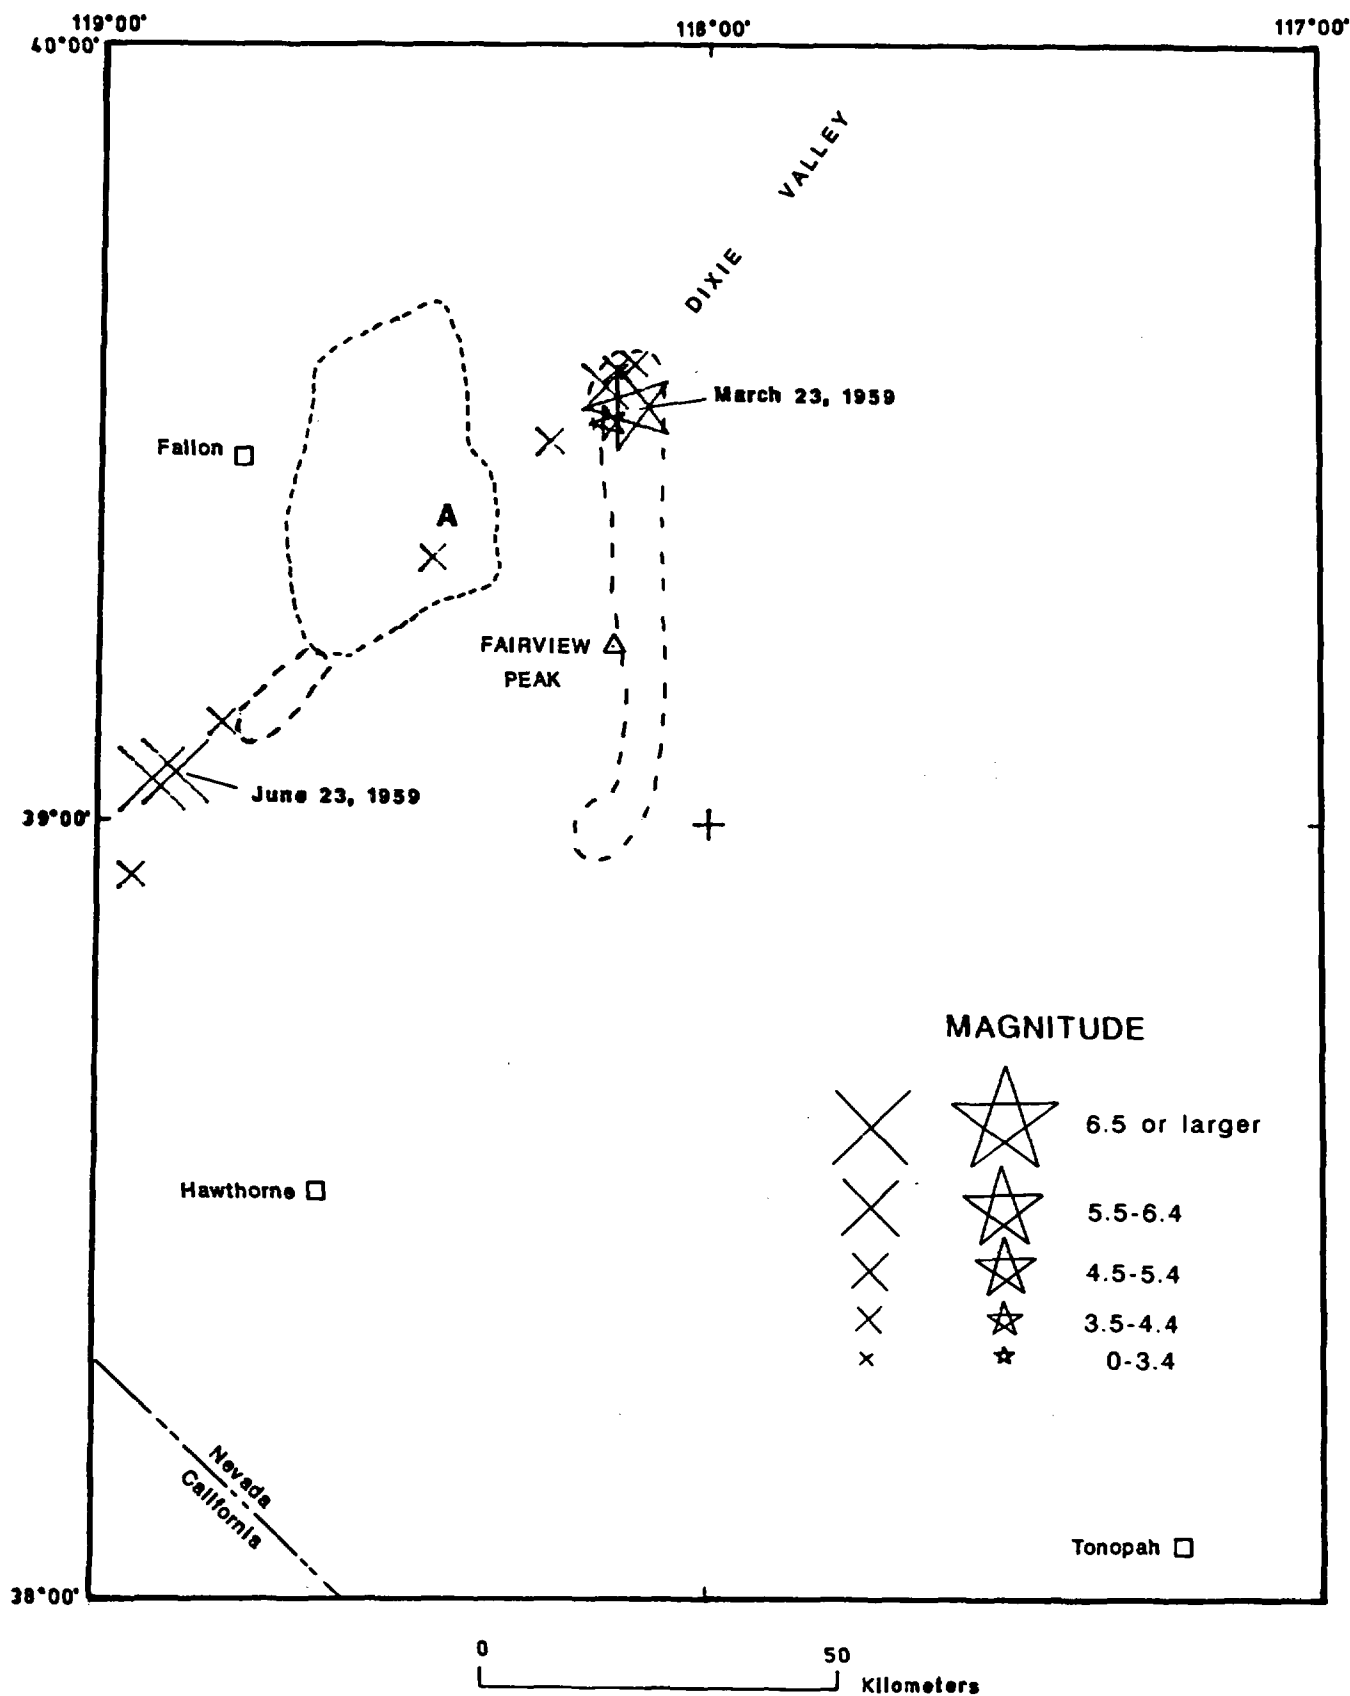 119°00'
118°00'
117°00'
40°00'
DIXIE VALLEY
March 23, 1959
Fallon
A
FAIRVIEW
PEAK
June 23, 1959
39°00'
MAGNITUDE
6.5 or larger
5.5-6.4
4.5-5.4
3.5-4.4
0-3.4
Hawthorne
Nevada
California
Tonopah
38°00'
0
50
Kilometers